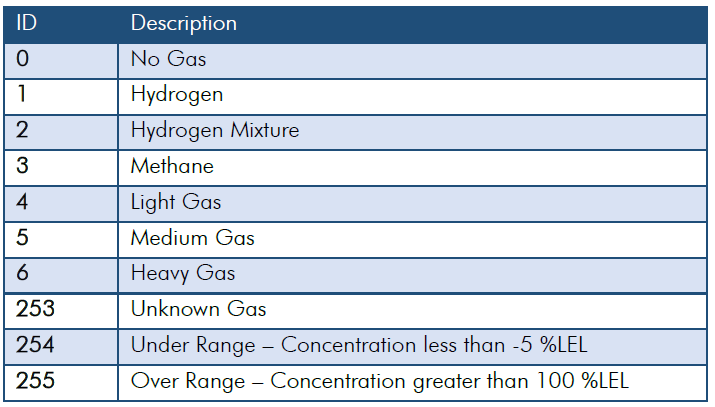 ID Description
0 No Gas
1 Hydrogen
2 Hydrogen Mixture
3 Methane
4 Light Gas
5 Medium Gas
6 Heavy Gas
253 Unknown Gas
254 Under Range – Concentration less than -5 %LEL
255 Over Range – Concentration greater than 100 %LEL